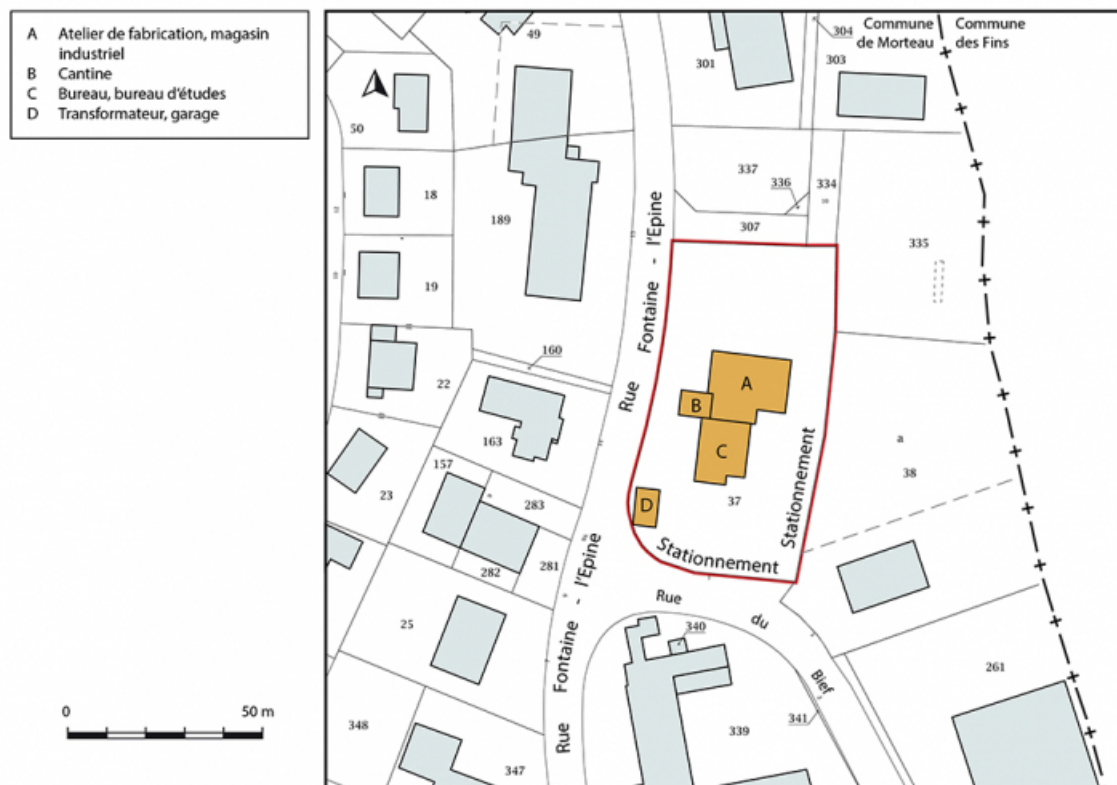 A Atelier de fabrication, magasin
industriel
B Cantine
C Bureau, bureau d'études
D Transformateur, garage
0 50 m
49
304
Commune
de Morteau
Commune
des Fins
301
303
50
337
336
334
18
189
307
335
19
Rue Fontaine - l'Epine
160
22
A
B
C
a
163
38
157
23
37
D
283
Stationnement
Stationnement
282
281
Rue Fontaine - l'Epine
Rue du Bief
25
340
261
341
348
339
347